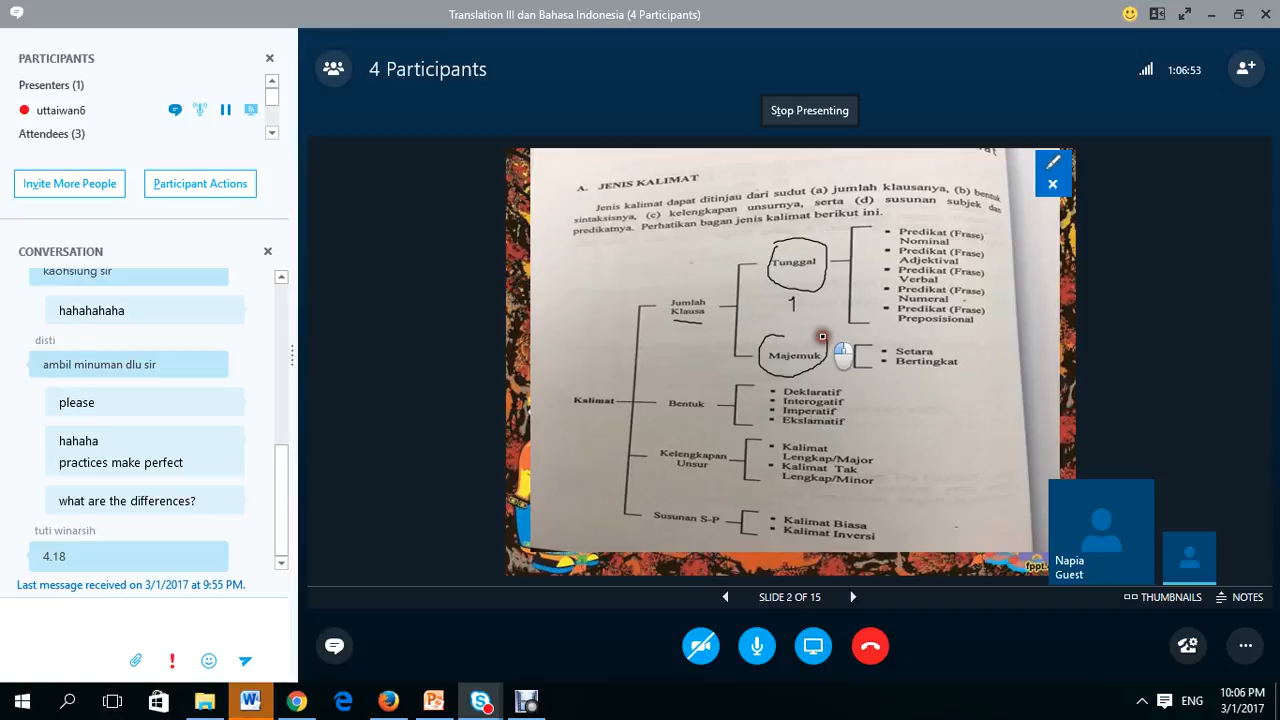 Translation III dan Bahasa Indonesia (4 Participants)
PARTICIPANTS
Presenters (1)
uttaiwan6
Attendees (3)
Invite More People
Participant Actions
CONVERSATION
kaohsiung sir
hahahahaha
disti
ambil minuman dlu sir
please
hahaha
practices make perfect
what are the differences?
tuti winarsih
4.18
Last message received on 3/1/2017 at 9:55 PM.
4 Participants
1:06:53
Stop Presenting
A. JENIS KALIMAT
Jenis kalimat dapat ditinjau dari sudut (a) jumlah klausanya, (b) bentuk
sintaksisnya, (c) kelengkapan unsurnya, serta (d) susunan subjek dan
predikatnya. Perhatikan bagan jenis kalimat berikut ini.
Kalimat
Jumlah
Klausa
Tunggal
1
Predikat (Frase)
Nominal
Predikat (Frase)
Adjektival
Predikat (Frase)
Verbal
Predikat (Frase)
Numeral
Predikat (Frase)
Preposisional
Majemuk
Setara
Bertingkat
Bentuk
Deklaratif
Interogatif
Imperatif
Ekslamatif
Kelengkapan
Unsur
Kalimat
Lengkap/Major
Kalimat Tak
Lengkap/Minor
Susunan S-P
Kalimat Biasa
Kalimat Inversi
fppt.
Napia
Guest
SLIDE 2 OF 15
THUMBNAILS
NOTES
ENG
10:06 PM
3/1/2017